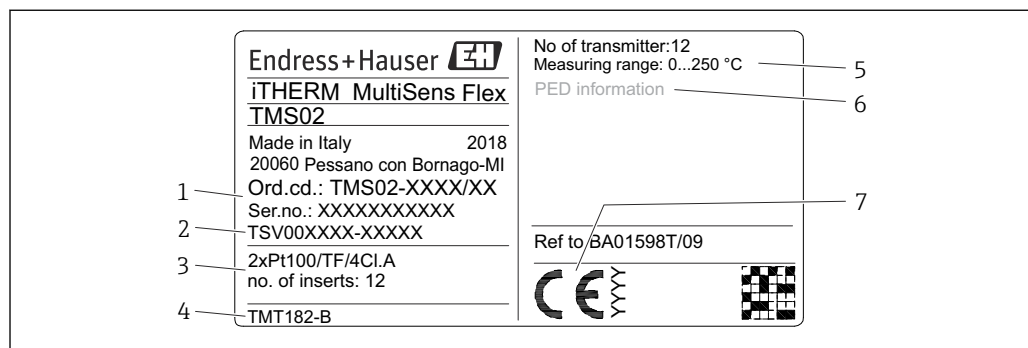 Endress+Hauser EH
iTHERM MultiSens Flex
TMS02
Made in Italy 2018
20060 Pessano con Bornago-MI
Ord.cd.: TMS02-XXXX/XX
Ser.no.: XXXXXXXXXXX
TSV00XXXX-XXXXX
2xPt100/TF/4Cl.A
no. of inserts: 12
TMT182-B
1
2
3
4
No of transmitter:12
Measuring range: 0...250 °C
PED information
Ref to BA01598T/09
CE
YYYY
5
6
7